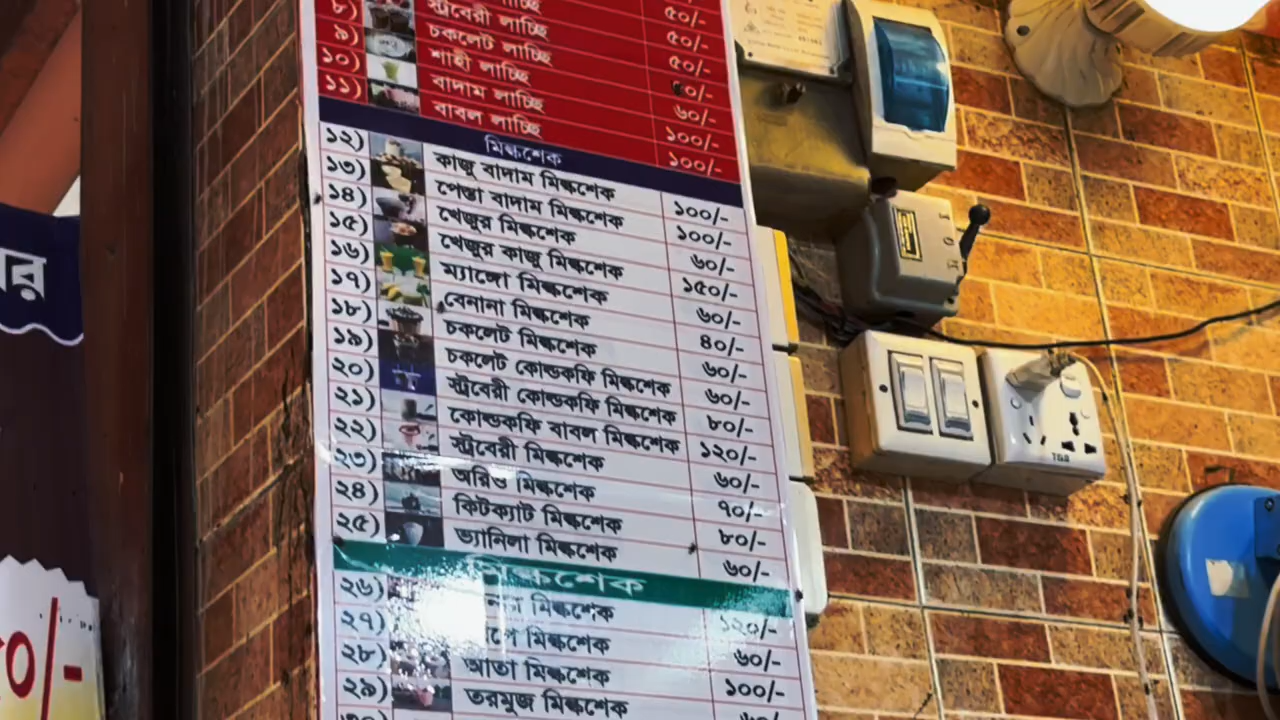 ৫০/-
লাচ্ছি ৫০/-
স্ট্রবেরী লাচ্ছি ৫০/-
৮) চকলেট লাচ্ছি
৯) শাহী লাচ্ছি ৬০/-
১০) বাদাম লাচ্ছি ১০০/-
১১) বাবল লাচ্ছি ১০০/-
মিল্কশেক
১২) কাজু বাদাম মিল্কশেক ১০০/-
১৩) পেস্তা বাদাম মিল্কশেক ১০০/-
১৪) খেজুর মিল্কশেক ৬০/-
১৫) খেজুর কাজু মিল্কশেক ১৫০/-
১৬) ম্যাঙ্গো মিল্কশেক ৬০/-
১৭) বেনানা মিল্কশেক ৪০/-
১৮) চকলেট মিল্কশেক ৬০/-
১৯) চকলেট কোল্ডকফি মিল্কশেক ৬০/-
২০) স্ট্রবেরী কোল্ডকফি মিল্কশেক ৮০/-
২১) কোল্ডকফি বাবল মিল্কশেক ১২০/-
২২) স্ট্রবেরী মিল্কশেক ৬০/-
২৩) অরিও মিল্কশেক ৭০/-
২৪) কিটক্যাট মিল্কশেক ৮০/-
২৫) ভ্যানিলা মিল্কশেক ৬০/-
মিল্কশেক
২৬) মিল্কশেক ১২০/-
২৭) মিল্কশেক ৬০/-
২৮) আতা মিল্কশেক ১০০/-
২৯) তরমুজ মিল্কশেক
৩০)